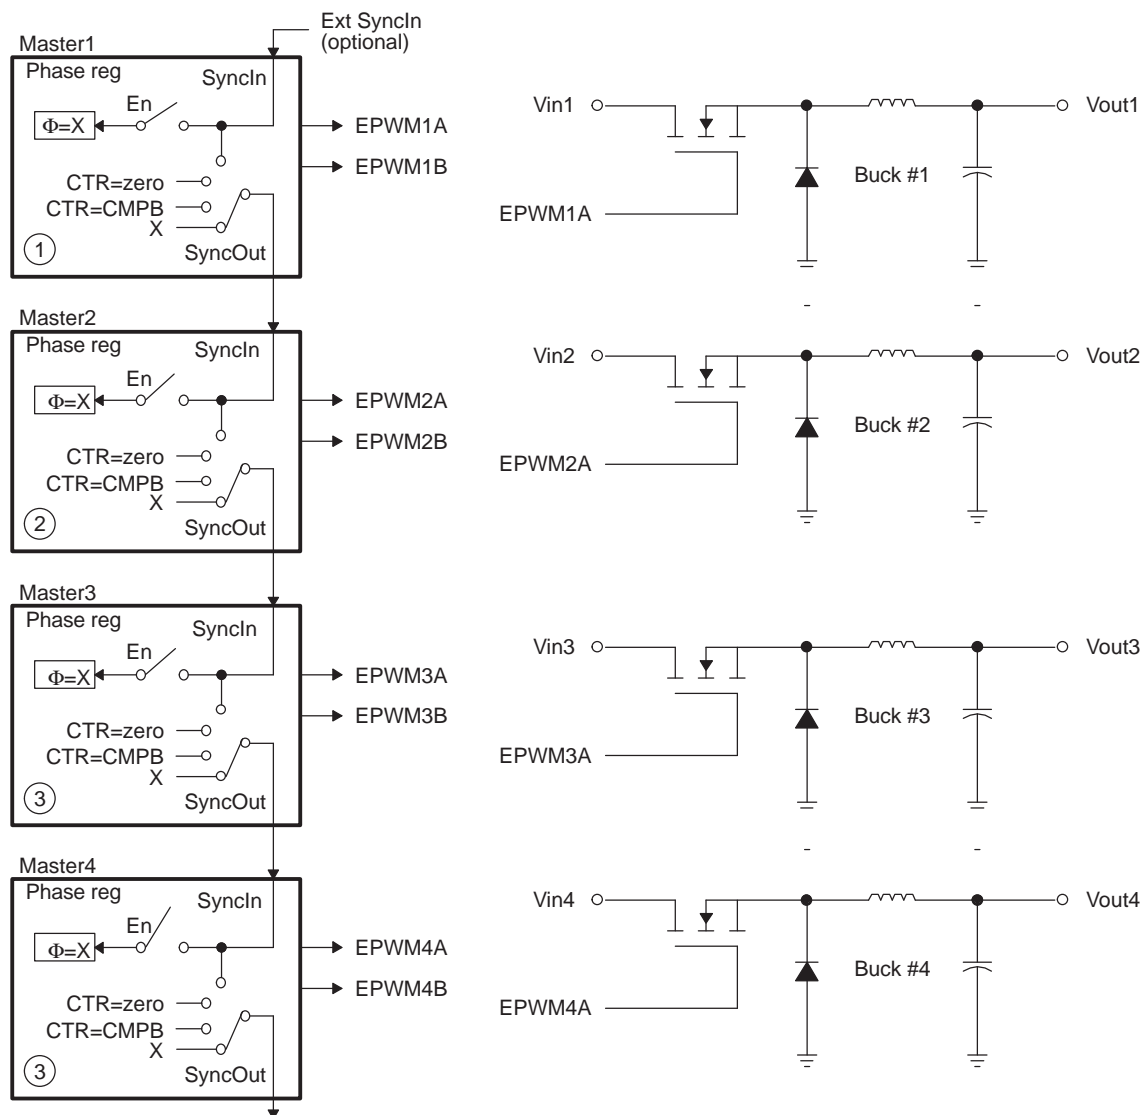 Ext SyncIn
(optional)
Master1
Phase reg
SyncIn
En
Φ=X
EPWM1A
EPWM1B
CTR=zero
CTR=CMPB
X
SyncOut
1
Vin1
Vout1
Buck #1
EPWM1A
Master2
Phase reg
SyncIn
En
Φ=X
EPWM2A
EPWM2B
CTR=zero
CTR=CMPB
X
SyncOut
2
Vin2
Vout2
Buck #2
EPWM2A
Master3
Phase reg
SyncIn
En
Φ=X
EPWM3A
EPWM3B
CTR=zero
CTR=CMPB
X
SyncOut
3
Vin3
Vout3
Buck #3
EPWM3A
Master4
Phase reg
SyncIn
En
Φ=X
EPWM4A
EPWM4B
CTR=zero
CTR=CMPB
X
SyncOut
3
Vin4
Vout4
Buck #4
EPWM4A